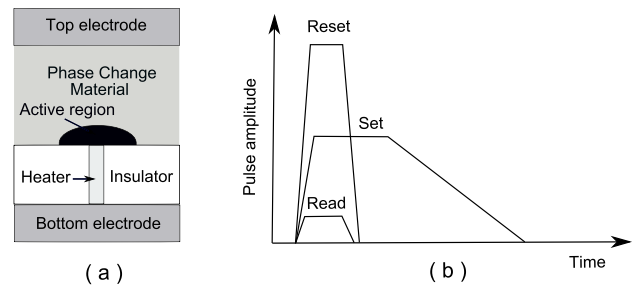 Top electrode
Phase Change
Material
Active region
Heater
Insulator
Bottom electrode
( a )
Pulse amplitude
Reset
Set
Read
Time
( b )